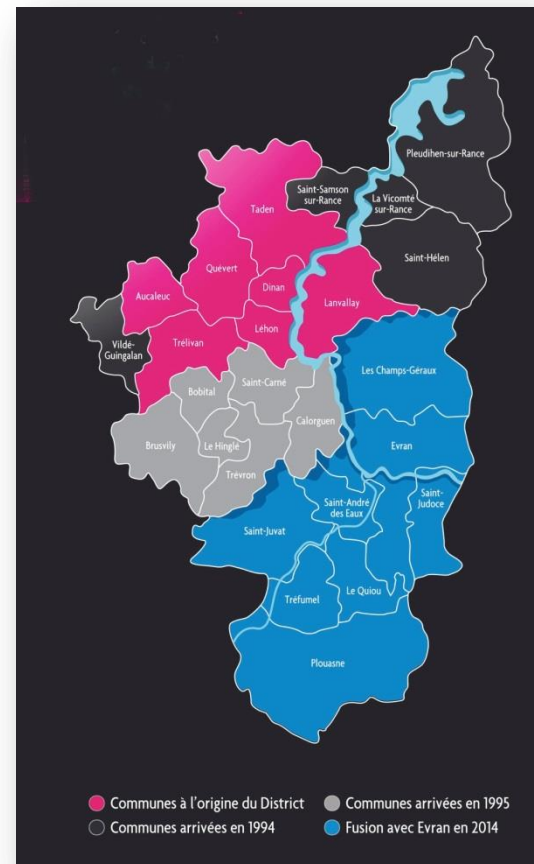 Pleudihen-sur-Rance
Saint-Samson
sur-Rance
La Vicomté
sur-Rance
Taden
Saint-Hélen
Quévert
Dinan
Aucaleuc
Lanvallay
Léhon
Vildé-
Guingalan
Trélivan
Les Champs-Géraux
Saint-Carné
Bobital
Calorguen
Brusvily
Le Hinglé
Evran
Trévron
Saint-André
des Eaux
Saint-
Judoce
Saint-Juvat
Le Quiou
Tréfumel
Plouasne
Communes à l'origine du District
Communes arrivées en 1995
Communes arrivées en 1994
Fusion avec Evran en 2014